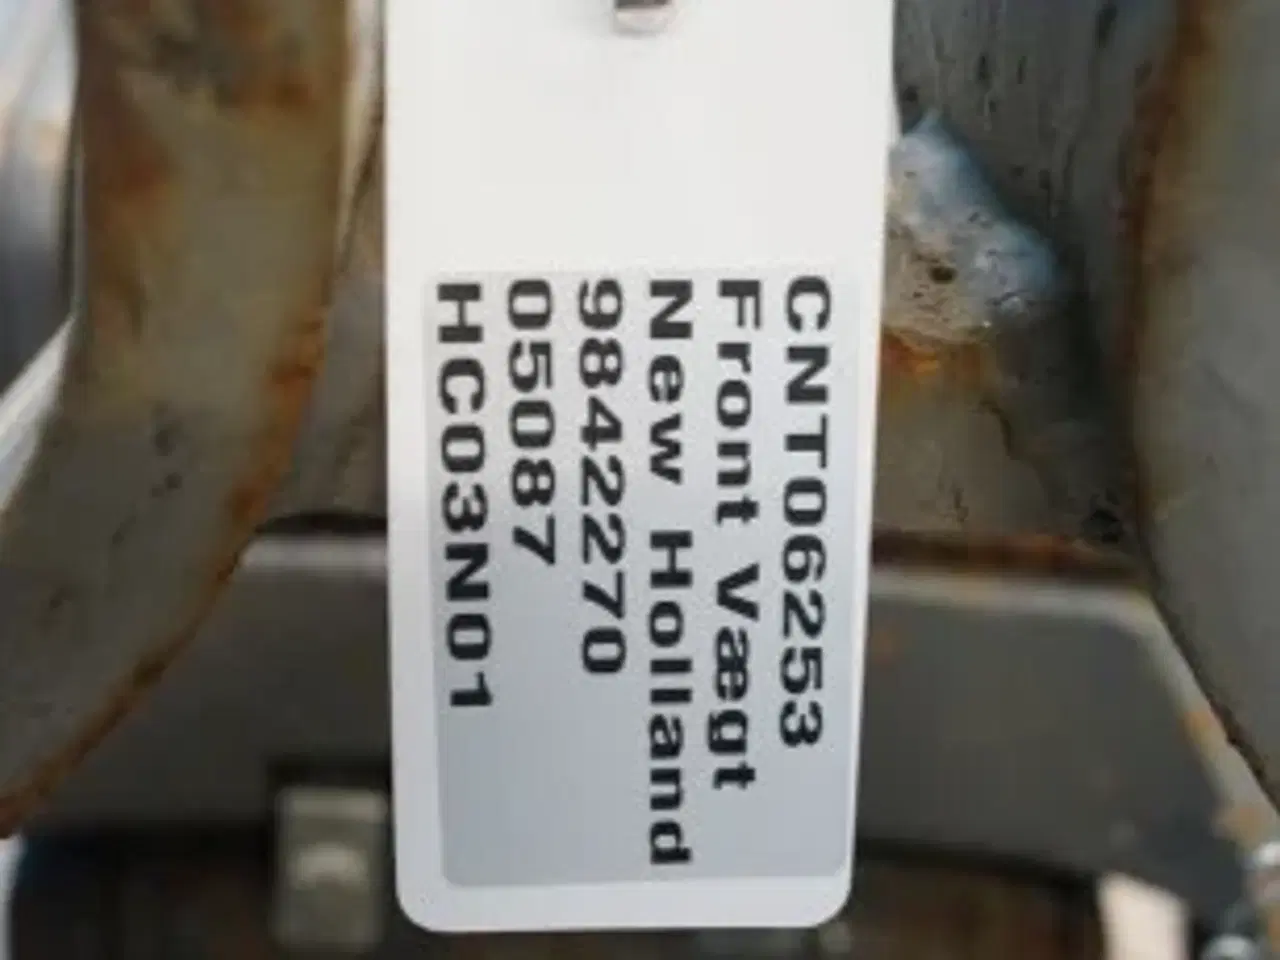 CNT06253
Front Vægt
New Holland
9842270
05087
HC03N01